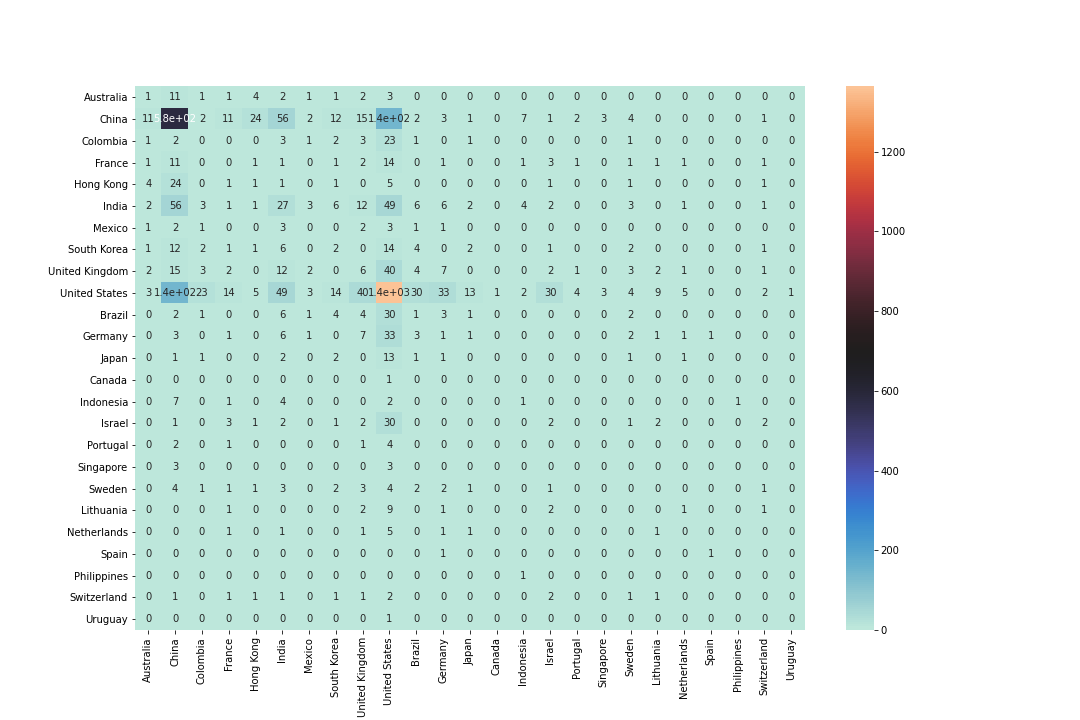 Australia 1 11 1 1 4 2 1 1 2 3 0 0 0 0 0 0 0 0 0 0 0 0 0 0 0
China 11 5.8e+02 2 11 24 56 2 12 15 1.4e+02 2 3 1 0 7 1 2 3 4 0 0 0 0 1 0
Colombia 1 2 0 0 0 3 1 2 3 23 1 0 1 0 0 0 0 0 1 0 0 0 0 0 0
France 1 11 0 0 1 1 0 1 2 14 0 1 0 0 1 3 1 0 1 1 1 0 0 1 0
Hong Kong 4 24 0 1 1 1 0 1 0 5 0 0 0 0 0 1 0 0 1 0 0 0 0 1 0
India 2 56 3 1 1 27 3 6 12 49 6 6 2 0 4 2 0 0 3 0 1 0 0 1 0
Mexico 1 2 1 0 0 3 0 0 2 3 1 1 0 0 0 0 0 0 0 0 0 0 0 0 0
South Korea 1 12 2 1 1 6 0 2 0 14 4 0 2 0 0 1 0 0 2 0 0 0 0 1 0
United Kingdom 2 15 3 2 0 12 2 0 6 40 4 7 0 0 0 2 1 0 3 2 1 0 0 1 0
United States 3 1.4e+02 23 14 5 49 3 14 40 1.4e+03 30 33 13 1 2 30 4 3 4 9 5 0 0 2 1
Brazil 0 2 1 0 0 6 1 4 4 30 1 3 1 0 0 0 0 0 2 0 0 0 0 0 0
Germany 0 3 0 1 0 6 1 0 7 33 3 1 1 0 0 0 0 0 2 1 1 1 0 0 0
Japan 0 1 1 0 0 2 0 2 0 13 1 1 0 0 0 0 0 0 1 0 1 0 0 0 0
Canada 0 0 0 0 0 0 0 0 0 1 0 0 0 0 0 0 0 0 0 0 0 0 0 0 0
Indonesia 0 7 0 1 0 4 0 0 0 2 0 0 0 0 1 0 0 0 0 0 0 0 1 0 0
Israel 0 1 0 3 1 2 0 1 2 30 0 0 0 0 0 2 0 0 1 2 0 0 0 2 0
Portugal 0 2 0 1 0 0 0 0 1 4 0 0 0 0 0 0 0 0 0 0 0 0 0 0 0
Singapore 0 3 0 0 0 0 0 0 0 3 0 0 0 0 0 0 0 0 0 0 0 0 0 0 0
Sweden 0 4 1 1 1 3 0 2 3 4 2 2 1 0 0 1 0 0 0 0 0 0 0 1 0
Lithuania 0 0 0 1 0 0 0 0 2 9 0 1 0 0 0 2 0 0 0 0 1 0 0 1 0
Netherlands 0 0 0 1 0 1 0 0 1 5 0 1 1 0 0 0 0 0 0 1 0 0 0 0 0
Spain 0 0 0 0 0 0 0 0 0 0 0 1 0 0 0 0 0 0 0 0 0 1 0 0 0
Philippines 0 0 0 0 0 0 0 0 0 0 0 0 0 0 1 0 0 0 0 0 0 0 0 0 0
Switzerland 0 1 0 1 1 1 0 1 1 2 0 0 0 0 0 2 0 0 1 1 0 0 0 0 0
Uruguay 0 0 0 0 0 0 0 0 0 1 0 0 0 0 0 0 0 0 0 0 0 0 0 0 0
Australia
China
Colombia
France
Hong Kong
India
Mexico
South Korea
United Kingdom
United States
Brazil
Germany
Japan
Canada
Indonesia
Israel
Portugal
Singapore
Sweden
Lithuania
Netherlands
Spain
Philippines
Switzerland
Uruguay
1200
1000
800
600
400
200
0